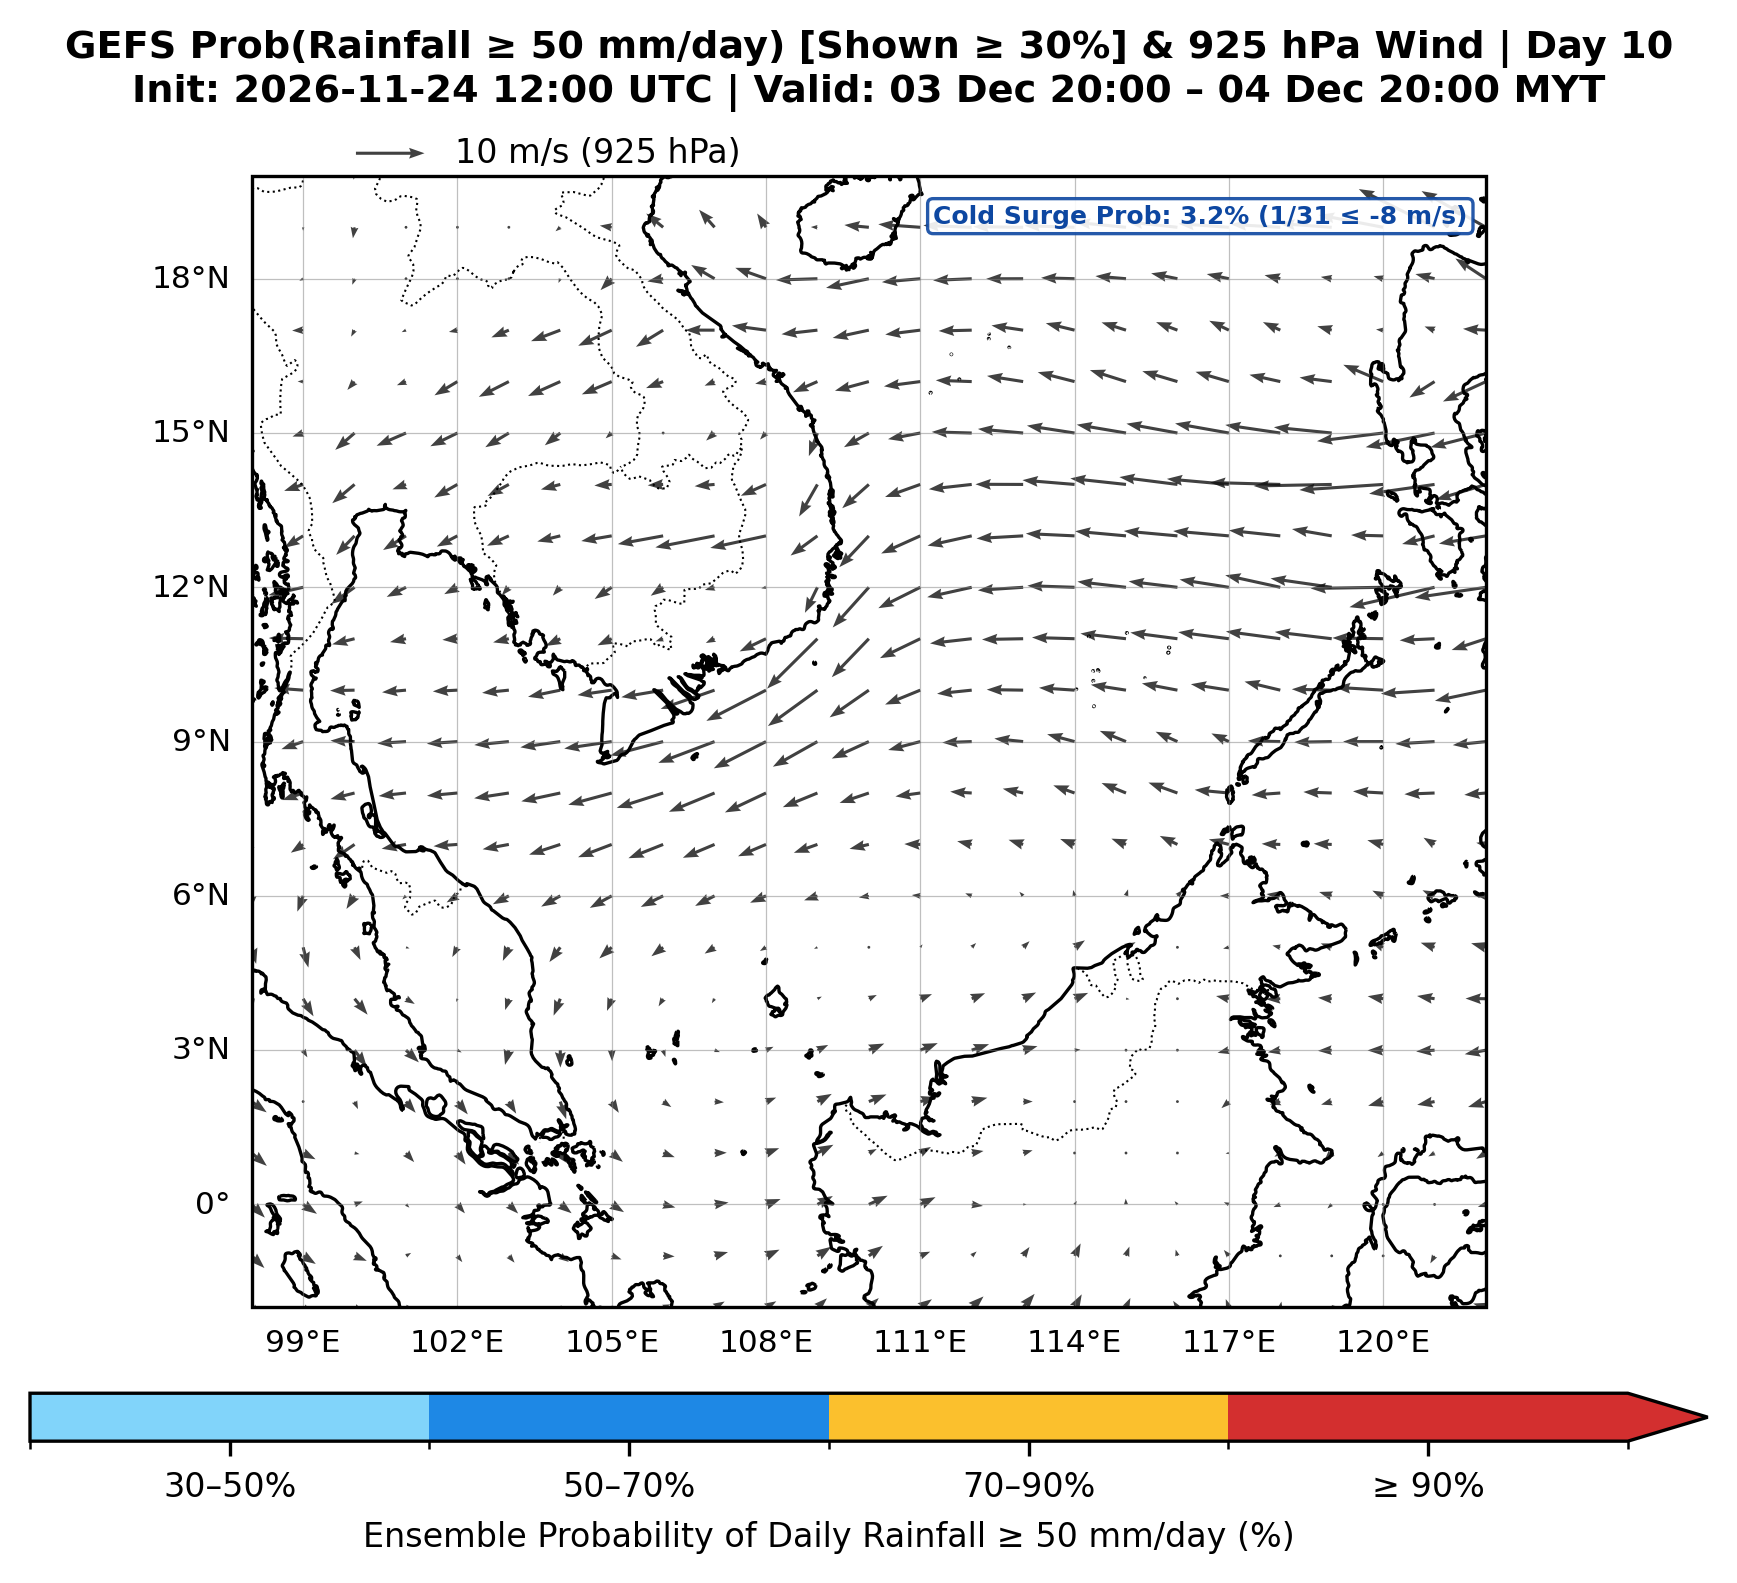 GEFS Prob(Rainfall ≥ 50 mm/day) [Shown ≥ 30%] & 925 hPa Wind | Day 10
Init: 2026-11-24 12:00 UTC | Valid: 03 Dec 20:00 – 04 Dec 20:00 MYT
10 m/s (925 hPa)
Cold Surge Prob: 3.2% (1/31 ≤ -8 m/s)
18°N
15°N
12°N
9°N
6°N
3°N
0°
99°E 102°E 105°E 108°E 111°E 114°E 117°E 120°E
30–50% 50–70% 70–90% ≥ 90%
Ensemble Probability of Daily Rainfall ≥ 50 mm/day (%)